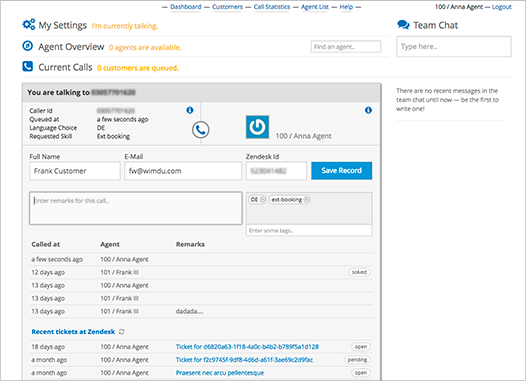 — Dashboard — Customers — Call Statistics — Agent List — Help — 100 / Anna Agent — Logout
My Settings I'm currently talking.
Team Chat
Agent Overview 0 agents are available.
Find an agent..
Type here..
Current Calls 0 customers are queued.
There are no recent messages in the team chat until now — be the first to write one!
You are talking to
Caller Id
Queued at a few seconds ago
Language Choice DE
Requested Skill Ext booking
100 / Anna Agent
Full Name E-Mail Zendesk Id
Frank Customer fw@wimdu.com Save Record
Enter remarks for this call..
DE ext-booking
Enter some tags..
Called at Agent Remarks
a few seconds ago 100 / Anna Agent
12 days ago 101 / Frank III solved
13 days ago 101 / Frank III
13 days ago 101 / Frank III
13 days ago 101 / Frank III dadada....
Recent tickets at Zendesk
18 days ago 100 / Anna Agent Ticket for d6820a63-1f18-4a0c-b4b2-b789f5a1d128 open
a month ago 100 / Anna Agent Ticket for f2c9745f-9df8-4d6d-a61f-3ae69c2d9fac pending
a month ago 100 / Anna Agent Praesent nec arcu pellentesque open